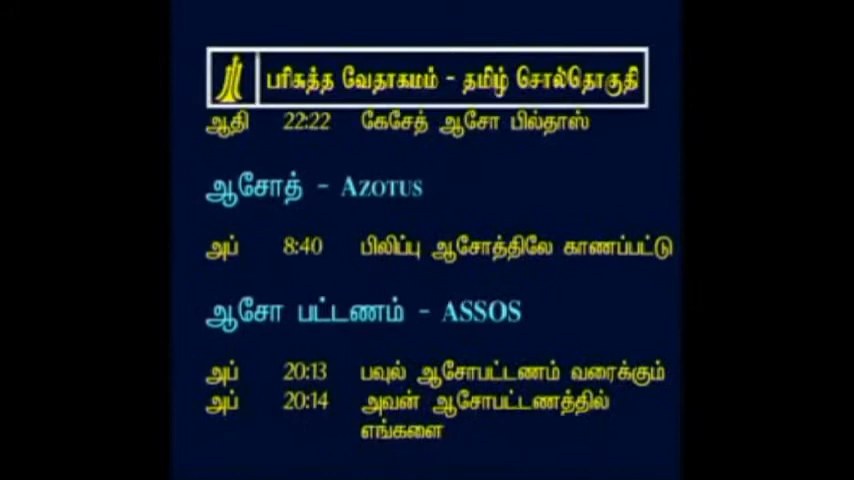 பரிசுத்த வேதாகமம் - தமிழ் சொல்தொகுதி
ஆதி 22:22 கேசேத் ஆசோ பில்தாஸ்
ஆசோத் - AZOTUS
அப் 8:40 பிலிப்பு ஆசோத்திலே காணப்பட்டு
ஆசோ பட்டணம் - ASSOS
அப் 20:13 பவுல் ஆசோபட்டணம் வரைக்கும்
அப் 20:14 அவன் ஆசோபட்டணத்தில்
எங்களை